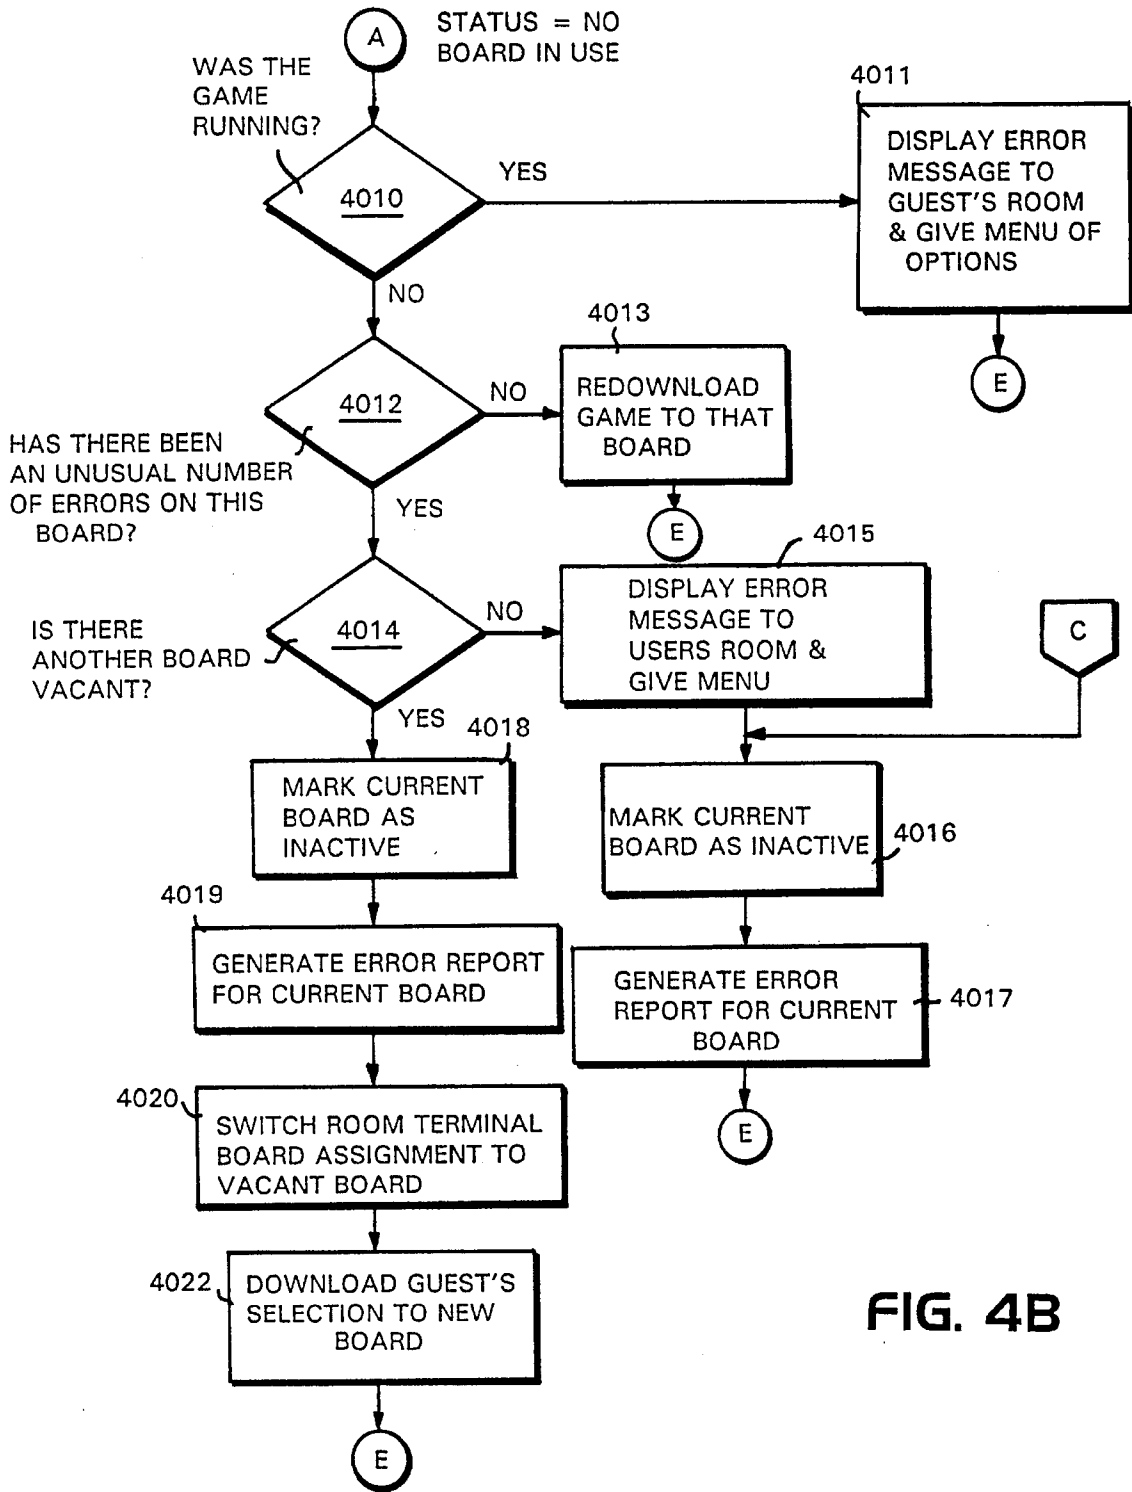 A
STATUS = NO
BOARD IN USE
WAS THE
GAME
RUNNING?
4010
YES
4011
DISPLAY ERROR
MESSAGE TO
GUEST'S ROOM
& GIVE MENU OF
OPTIONS
E
NO
4012
HAS THERE BEEN
AN UNUSUAL NUMBER
OF ERRORS ON THIS
BOARD?
NO
4013
REDOWNLOAD
GAME TO THAT
BOARD
E
YES
4014
IS THERE
ANOTHER BOARD
VACANT?
NO
4015
DISPLAY ERROR
MESSAGE TO
USERS ROOM &
GIVE MENU
C
YES
4018
MARK CURRENT
BOARD AS
INACTIVE
MARK CURRENT
BOARD AS INACTIVE
4016
4019
GENERATE ERROR REPORT
FOR CURRENT BOARD
GENERATE ERROR
REPORT FOR CURRENT
BOARD
4017
E
4020
SWITCH ROOM TERMINAL
BOARD ASSIGNMENT TO
VACANT BOARD
4022
DOWNLOAD GUEST'S
SELECTION TO NEW
BOARD
E
FIG. 4B